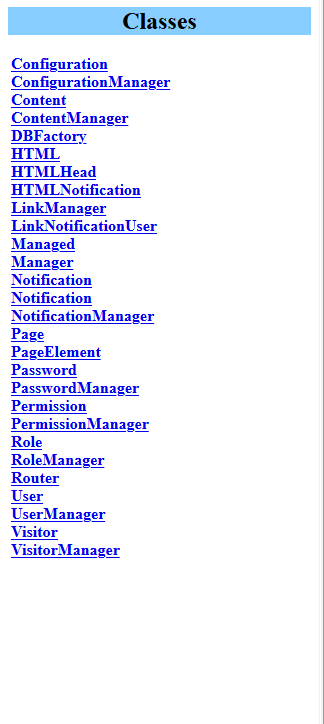 Classes
Configuration
ConfigurationManager
Content
ContentManager
DBFactory
HTML
HTMLHead
HTMLNotification
LinkManager
LinkNotificationUser
Managed
Manager
Notification
Notification
NotificationManager
Page
PageElement
Password
PasswordManager
Permission
PermissionManager
Role
RoleManager
Router
User
UserManager
Visitor
VisitorManager